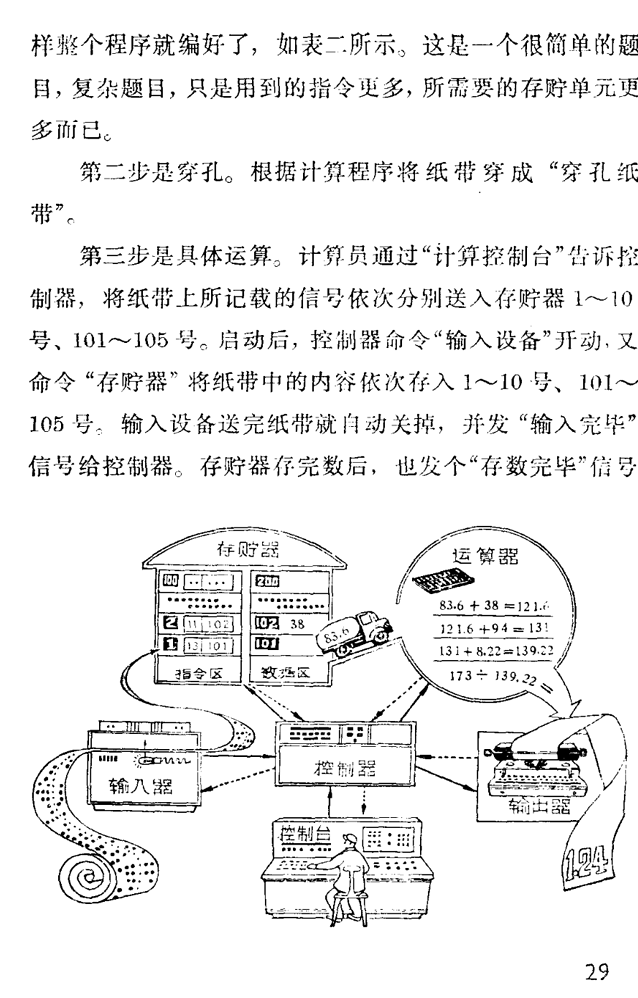 样整个程序就编好了，如表二所示。这是一个很简单的题
目，复杂题目，只是用到的指令更多，所需要的存贮单元更
多而已。
第二步是穿孔。根据计算程序将纸带穿成“穿孔纸
带”。
第三步是具体运算。计算员通过“计算控制台”告诉控
制器，将纸带上所记载的信号依次分别送入存贮器1～10
号、101～105号。启动后，控制器命令“输入设备”开动，又
命令“存贮器”将纸带中的内容依次存入1～10号、101～
105号。输入设备送完纸带就自动关掉，并发“输入完毕”
信号给控制器。存贮器存完数后，也发个“存数完毕”信号
存贮器
100
200
2 11 102
102 38
1 13 101
101
指令区
数据区
83.6
运算器
83.6 + 38 = 121.6
121.6 + 9.4 = 131
131 + 8.22 = 139.22
173 ÷ 139.22 =
输入器
控制器
输出器
1.24
控制台
29